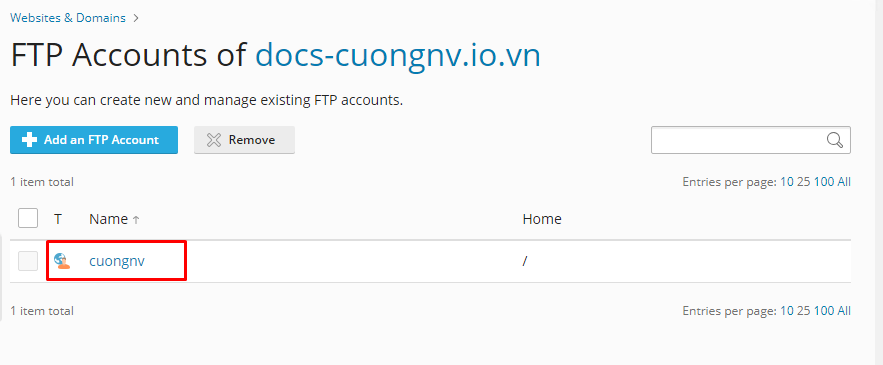 Websites & Domains >
FTP Accounts of docs-cuongnv.io.vn
Here you can create new and manage existing FTP accounts.
Add an FTP Account Remove
1 item total Entries per page: 10 25 100 All
T Name ↑ Home
cuongnv /
1 item total Entries per page: 10 25 100 All